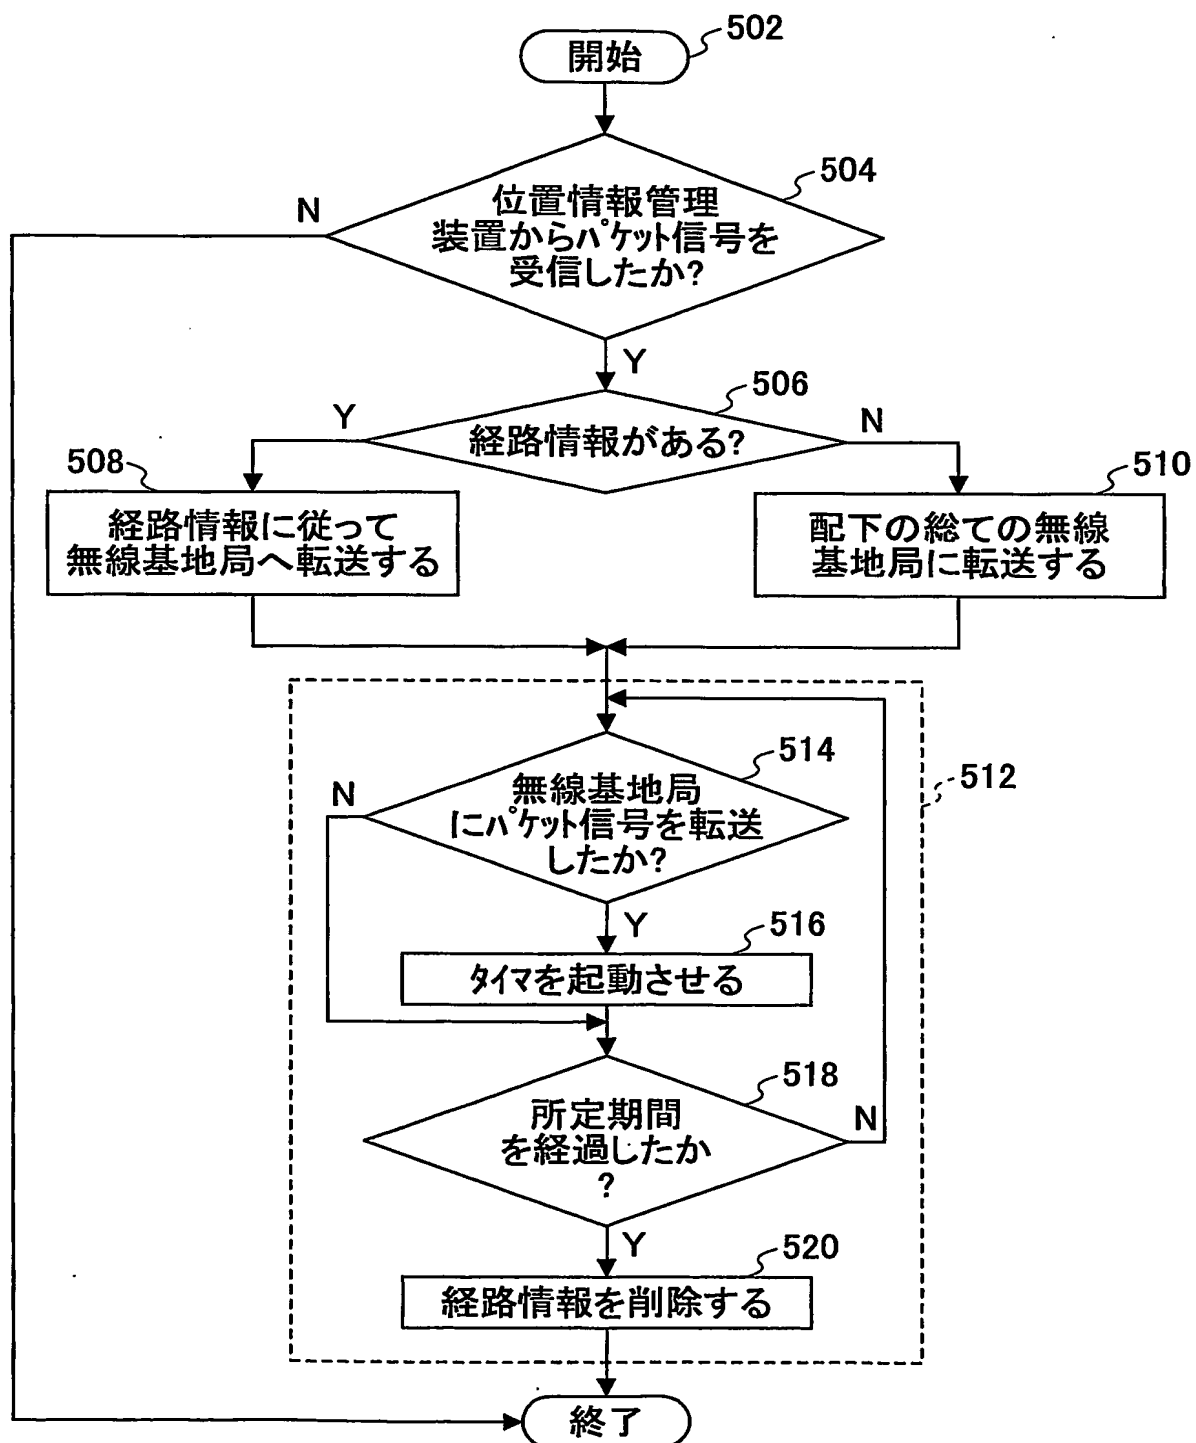 開始
502
位置情報管理
装置からﾊﾟｹｯﾄ信号を
受信したか?
504
N
Y
経路情報がある?
506
Y
N
508
経路情報に従って
無線基地局へ転送する
510
配下の総ての無線
基地局に転送する
512
無線基地局
にﾊﾟｹｯﾄ信号を転送
したか?
514
N
Y
516
ﾀｲﾏを起動させる
所定期間
を経過したか
?
518
N
Y
520
経路情報を削除する
終了